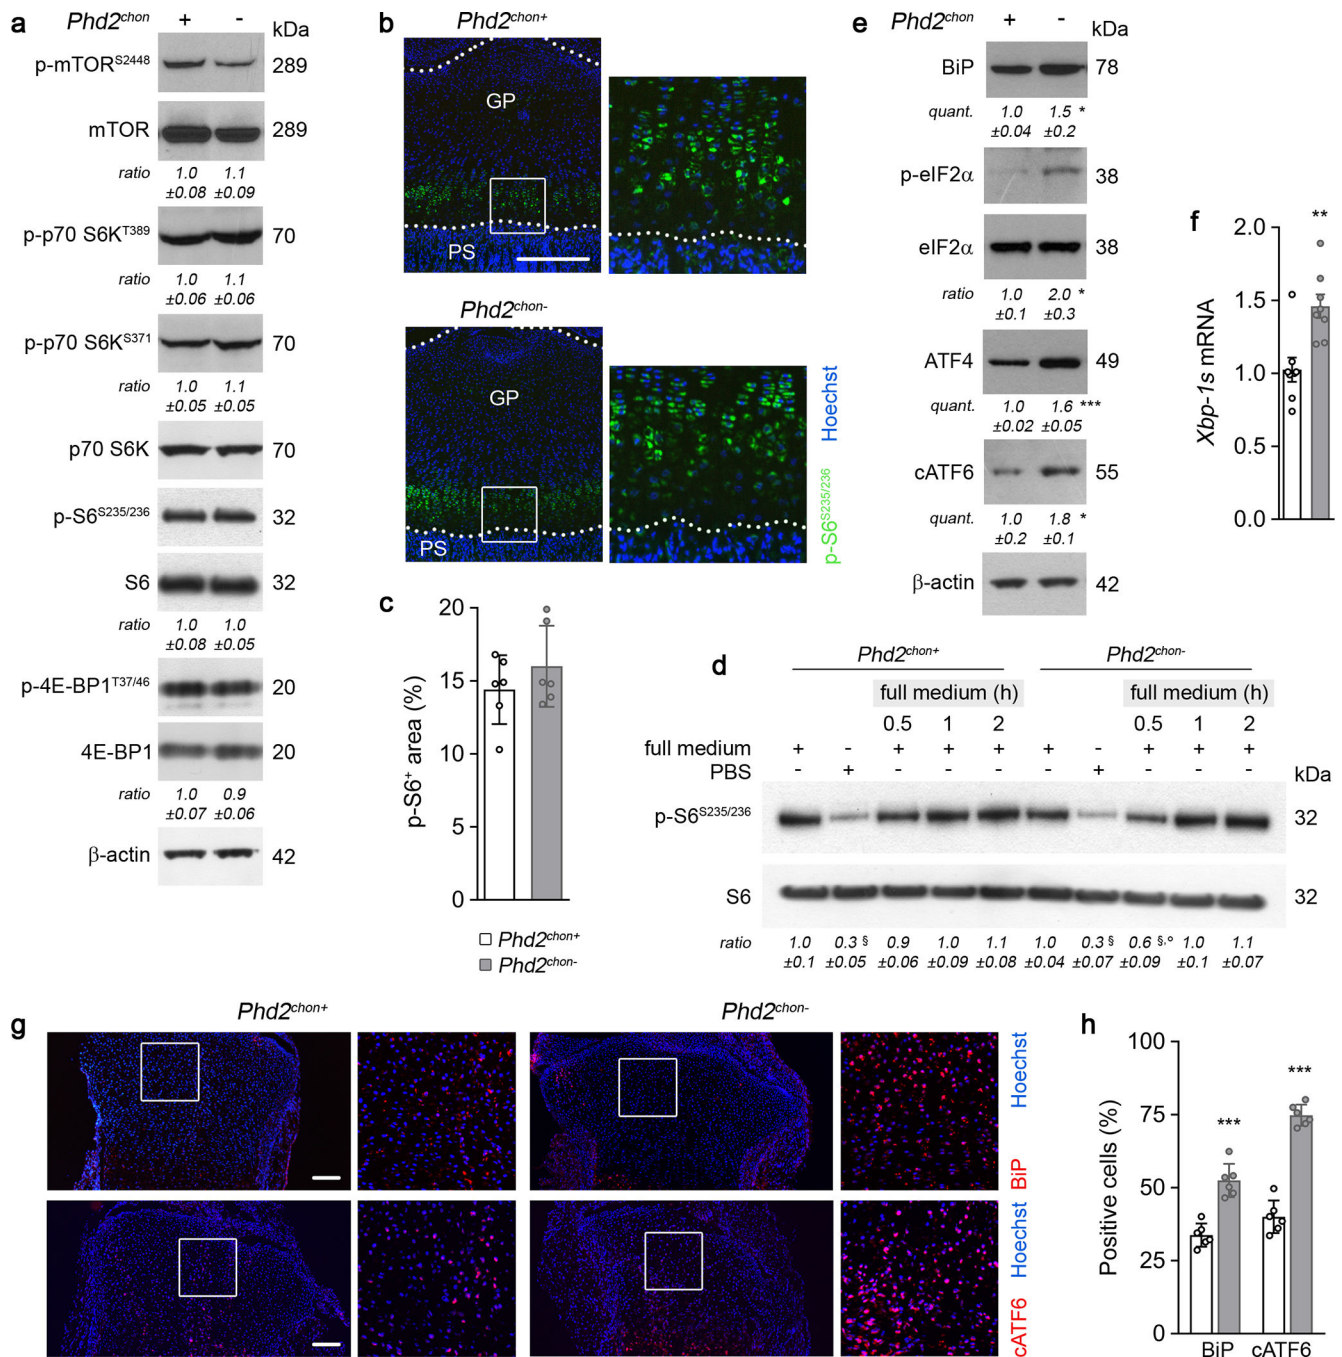 a
Phd2chon + - kDa
p-mTORS2448 289
mTOR 289
ratio 1.0 1.1
±0.08 ±0.09
p-p70 S6KT389 70
ratio 1.0 1.1
±0.06 ±0.06
p-p70 S6KS371 70
ratio 1.0 1.1
±0.05 ±0.05
p70 S6K 70
p-S6S235/236 32
S6 32
ratio 1.0 1.0
±0.08 ±0.05
p-4E-BP1T37/46 20
4E-BP1 20
ratio 1.0 0.9
±0.07 ±0.06
β-actin 42
b
Phd2chon+
GP
PS
Phd2chon-
GP
PS
p-S6S235/236 Hoechst
c
p-S6+ area (%)
20
15
10
5
0
Phd2chon+
Phd2chon-
d
Phd2chon+ Phd2chon-
full medium (h) full medium (h)
0.5 1 2 0.5 1 2
full medium + - + + + + - + + +
PBS - + - - - - + - - - kDa
p-S6S235/236 32
S6 32
ratio 1.0 0.3 § 0.9 1.0 1.1 1.0 0.3 § 0.6 §,° 1.0 1.1
±0.1 ±0.05 ±0.06 ±0.09 ±0.08 ±0.04 ±0.07 ±0.09 ±0.1 ±0.07
e
Phd2chon + - kDa
BiP 78
quant. 1.0 1.5 *
±0.04 ±0.2
p-eIF2α 38
eIF2α 38
ratio 1.0 2.0 *
±0.1 ±0.3
ATF4 49
quant. 1.0 1.6 ***
±0.02 ±0.05
cATF6 55
quant. 1.0 1.8 *
±0.2 ±0.1
β-actin 42
f
Xbp-1s mRNA
2.0
1.5
1.0
0.5
0.0
**
g
Phd2chon+ Phd2chon-
BiP Hoechst
cATF6 Hoechst
h
Positive cells (%)
100
75
50
25
0
***
***
BiP cATF6